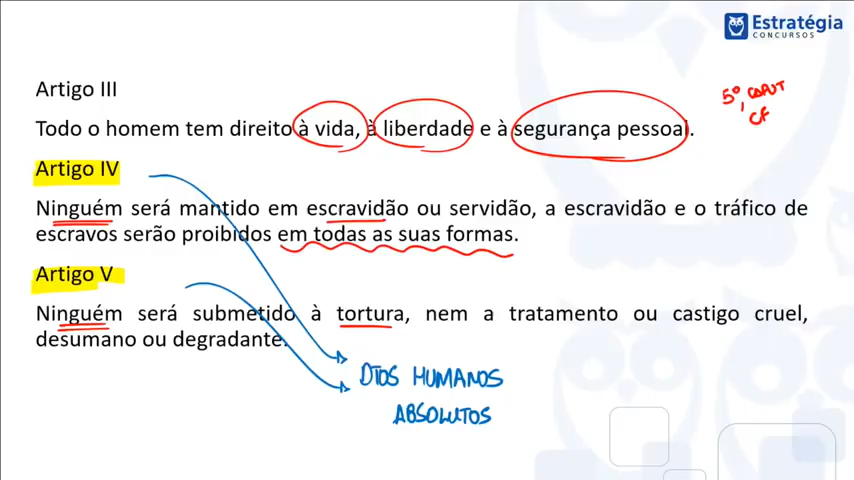 Estratégia
CONCURSOS
Artigo III
5º, CAPUT
CF
Todo o homem tem direito à vida, à liberdade e à segurança pessoal.
Artigo IV
Ninguém será mantido em escravidão ou servidão, a escravidão e o tráfico de
escravos serão proibidos em todas as suas formas.
Artigo V
Ninguém será submetido à tortura, nem a tratamento ou castigo cruel,
desumano ou degradante.
DTOS HUMANOS
ABSOLUTOS